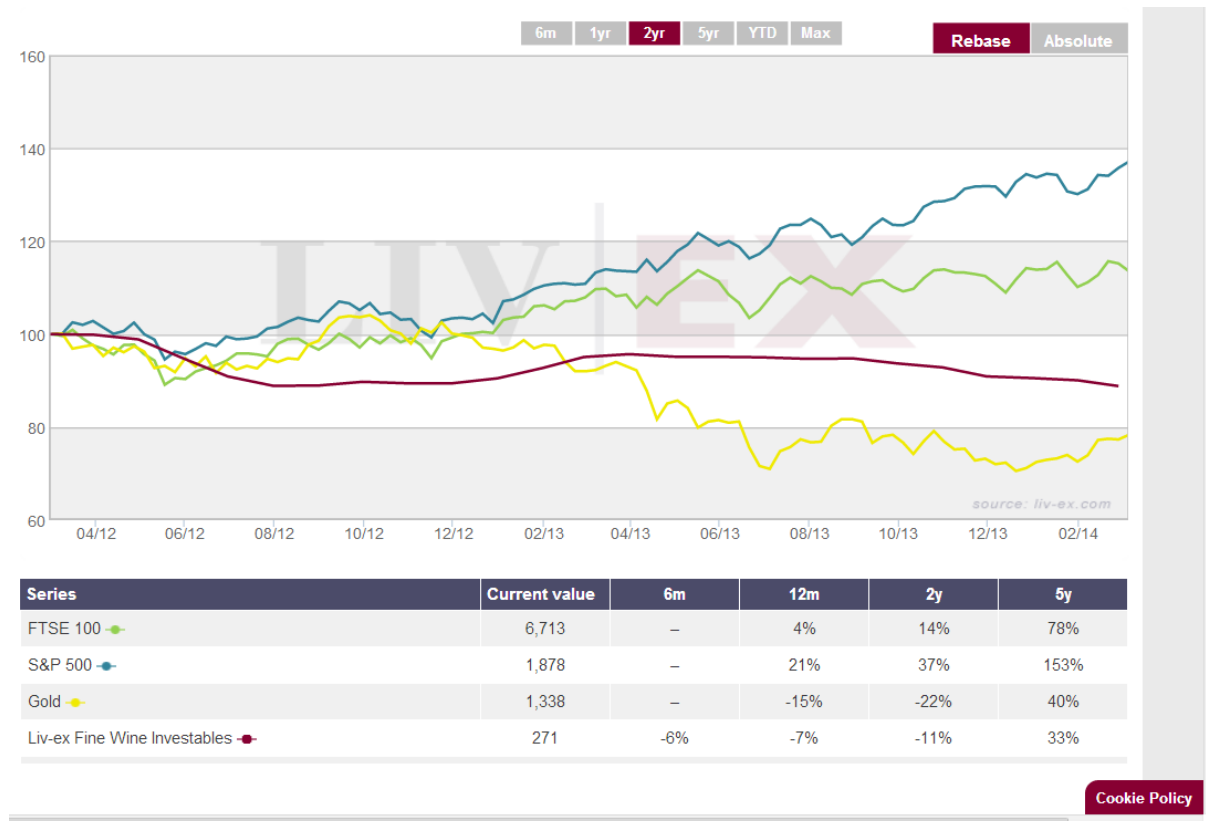 6m 1yr 2yr 5yr YTD Max Rebase Absolute
160
140
120
100
80
60
LIV EX
source: liv-ex.com
04/12 06/12 08/12 10/12 12/12 02/13 04/13 06/13 08/13 10/13 12/13 02/14
Series Current value 6m 12m 2y 5y
FTSE 100 6,713 – 4% 14% 78%
S&P 500 1,878 – 21% 37% 153%
Gold 1,338 – -15% -22% 40%
Liv-ex Fine Wine Investables 271 -6% -7% -11% 33%
Cookie Policy